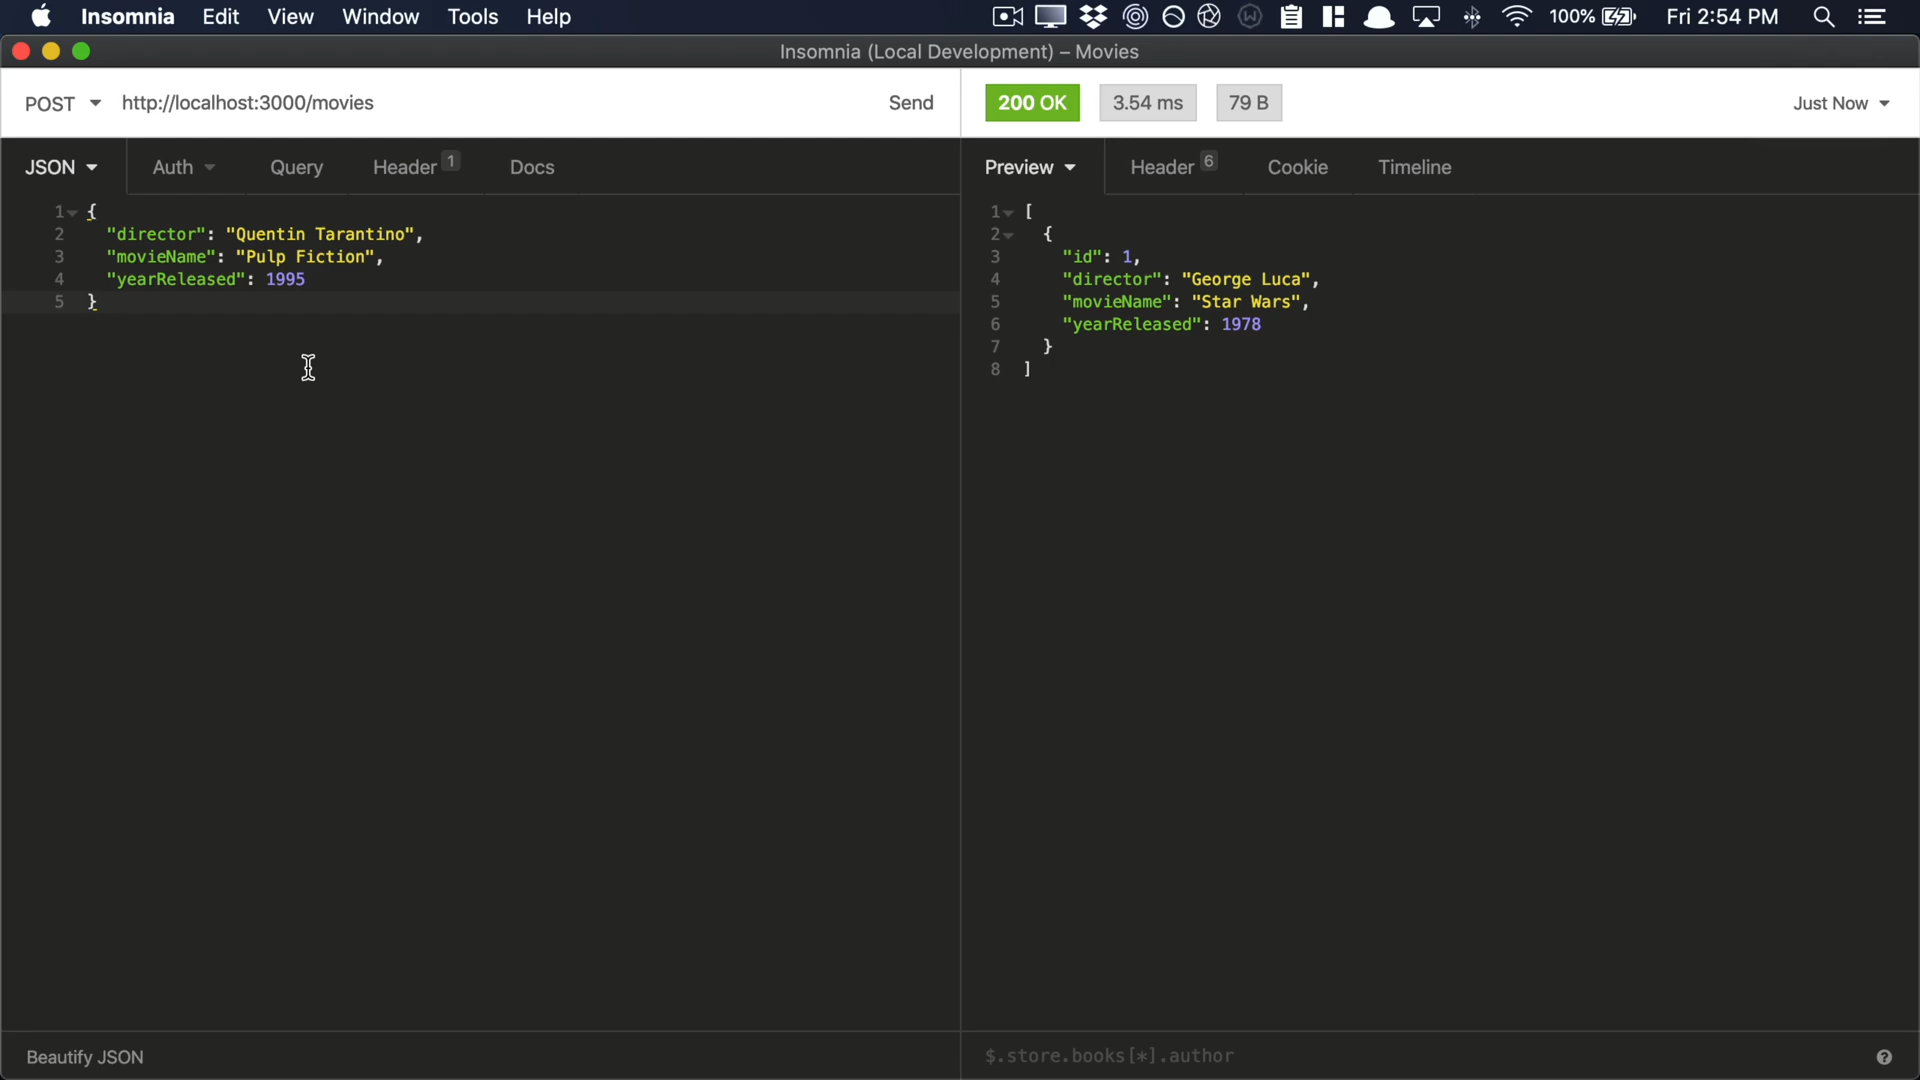 Insomnia Edit View Window Tools Help 100% Fri 2:54 PM
Insomnia (Local Development) – Movies
POST http://localhost:3000/movies Send
200 OK 3.54 ms 79 B Just Now
JSON Auth Query Header 1 Docs
Preview Header 6 Cookie Timeline
1 {
2 "director": "Quentin Tarantino",
3 "movieName": "Pulp Fiction",
4 "yearReleased": 1995
5 }
1 [
2 {
3 "id": 1,
4 "director": "George Luca",
5 "movieName": "Star Wars",
6 "yearReleased": 1978
7 }
8 ]
Beautify JSON
$.store.books[*].author